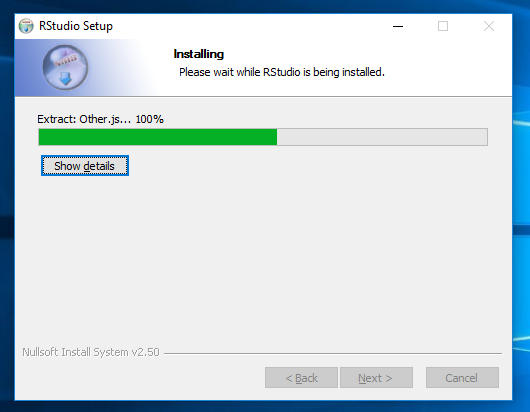 RStudio Setup
Installing
Please wait while RStudio is being installed.
Extract: Other.js... 100%
Show details
Nullsoft Install System v2.50
< Back
Next >
Cancel